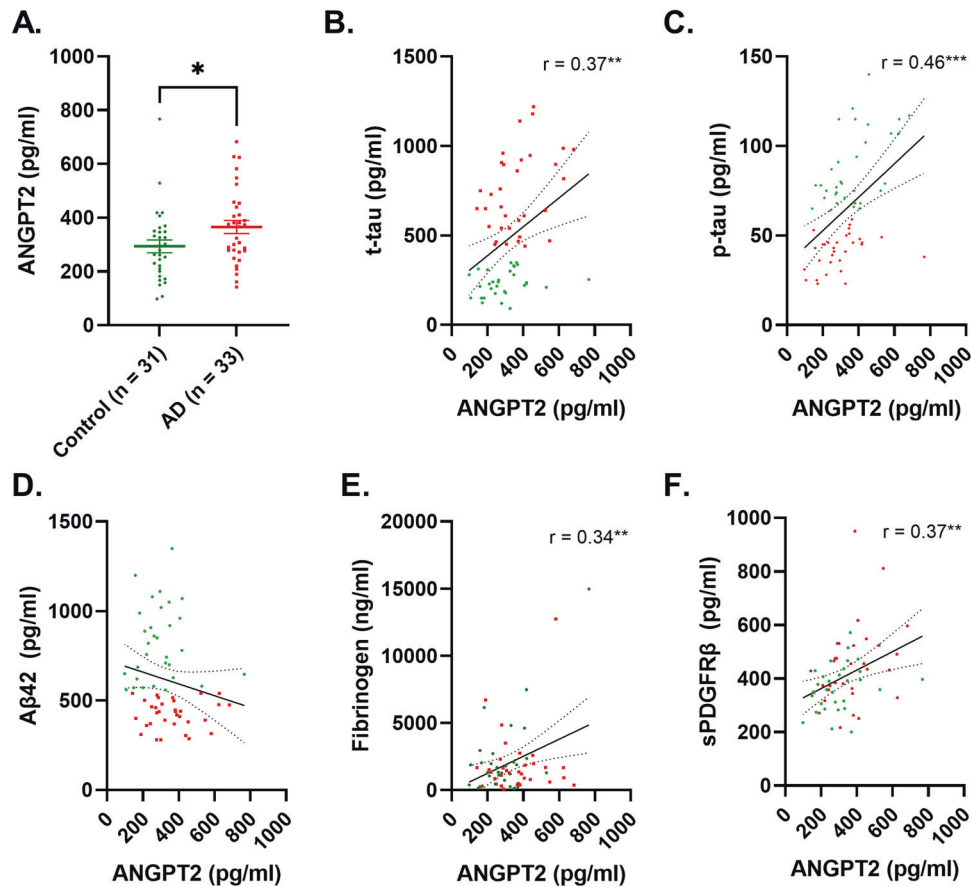 A.
1000
800
600
400
200
0
ANGPT2 (pg/ml)
*
Control (n = 31)
AD (n = 33)
B.
1500
1000
500
0
t-tau (pg/ml)
r = 0.37**
0
200
400
600
800
1000
ANGPT2 (pg/ml)
C.
150
100
50
0
p-tau (pg/ml)
r = 0.46***
0
200
400
600
800
1000
ANGPT2 (pg/ml)
D.
1500
1000
500
0
Aβ42 (pg/ml)
0
200
400
600
800
1000
ANGPT2 (pg/ml)
E.
20000
15000
10000
5000
0
Fibrinogen (ng/ml)
r = 0.34**
0
200
400
600
800
1000
ANGPT2 (pg/ml)
F.
1000
800
600
400
200
0
sPDGFRβ (pg/ml)
r = 0.37**
0
200
400
600
800
1000
ANGPT2 (pg/ml)